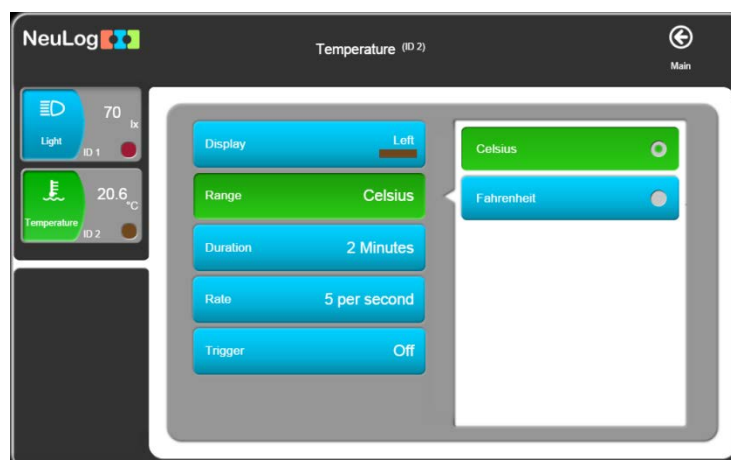 NeuLog
Temperature (ID 2)
Main
70
lx
Light
ID 1
20.6
°C
Temperature
ID 2
Display Left
Range Celsius
Duration 2 Minutes
Rate 5 per second
Trigger Off
Celsius
Fahrenheit